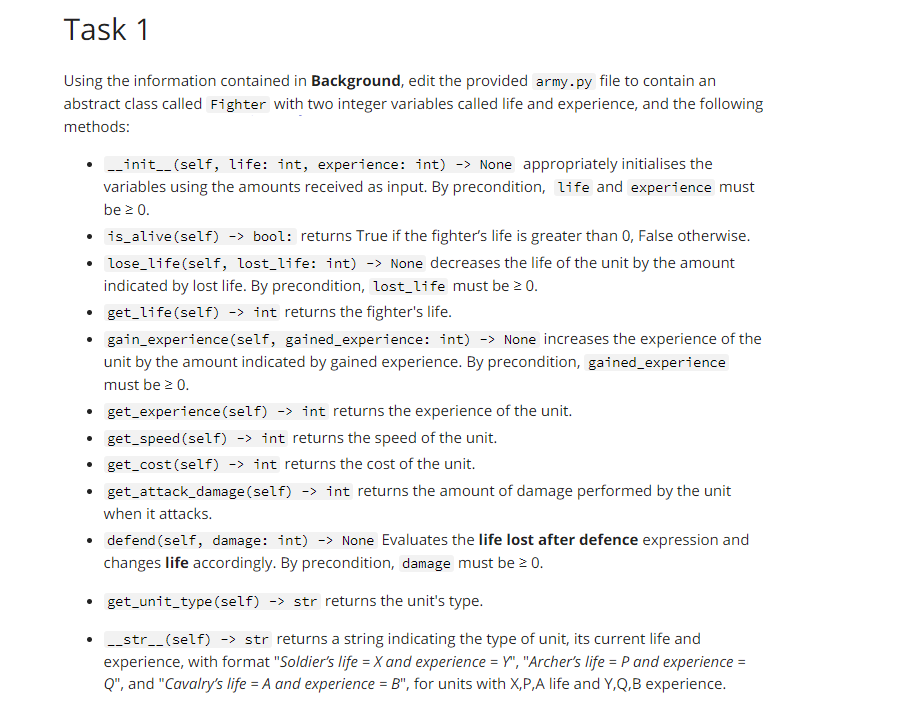 Task 1
Using the information contained in Background, edit the provided army.py file to contain an
abstract class called Fighter with two integer variables called life and experience, and the following
methods:
• __init__(self, life: int, experience: int) -> None appropriately initialises the
variables using the amounts received as input. By precondition, life and experience must
be ≥ 0.
• is_alive(self) -> bool: returns True if the fighter’s life is greater than 0, False otherwise.
• lose_life(self, lost_life: int) -> None decreases the life of the unit by the amount
indicated by lost life. By precondition, lost_life must be ≥ 0.
• get_life(self) -> int returns the fighter's life.
• gain_experience(self, gained_experience: int) -> None increases the experience of the
unit by the amount indicated by gained experience. By precondition, gained_experience
must be ≥ 0.
• get_experience(self) -> int returns the experience of the unit.
• get_speed(self) -> int returns the speed of the unit.
• get_cost(self) -> int returns the cost of the unit.
• get_attack_damage(self) -> int returns the amount of damage performed by the unit
when it attacks.
• defend(self, damage: int) -> None Evaluates the life lost after defence expression and
changes life accordingly. By precondition, damage must be ≥ 0.
• get_unit_type(self) -> str returns the unit's type.
• __str__(self) -> str returns a string indicating the type of unit, its current life and
experience, with format "Soldier’s life = X and experience = Y", "Archer’s life = P and experience =
Q", and "Cavalry’s life = A and experience = B", for units with X,P,A life and Y,Q,B experience.